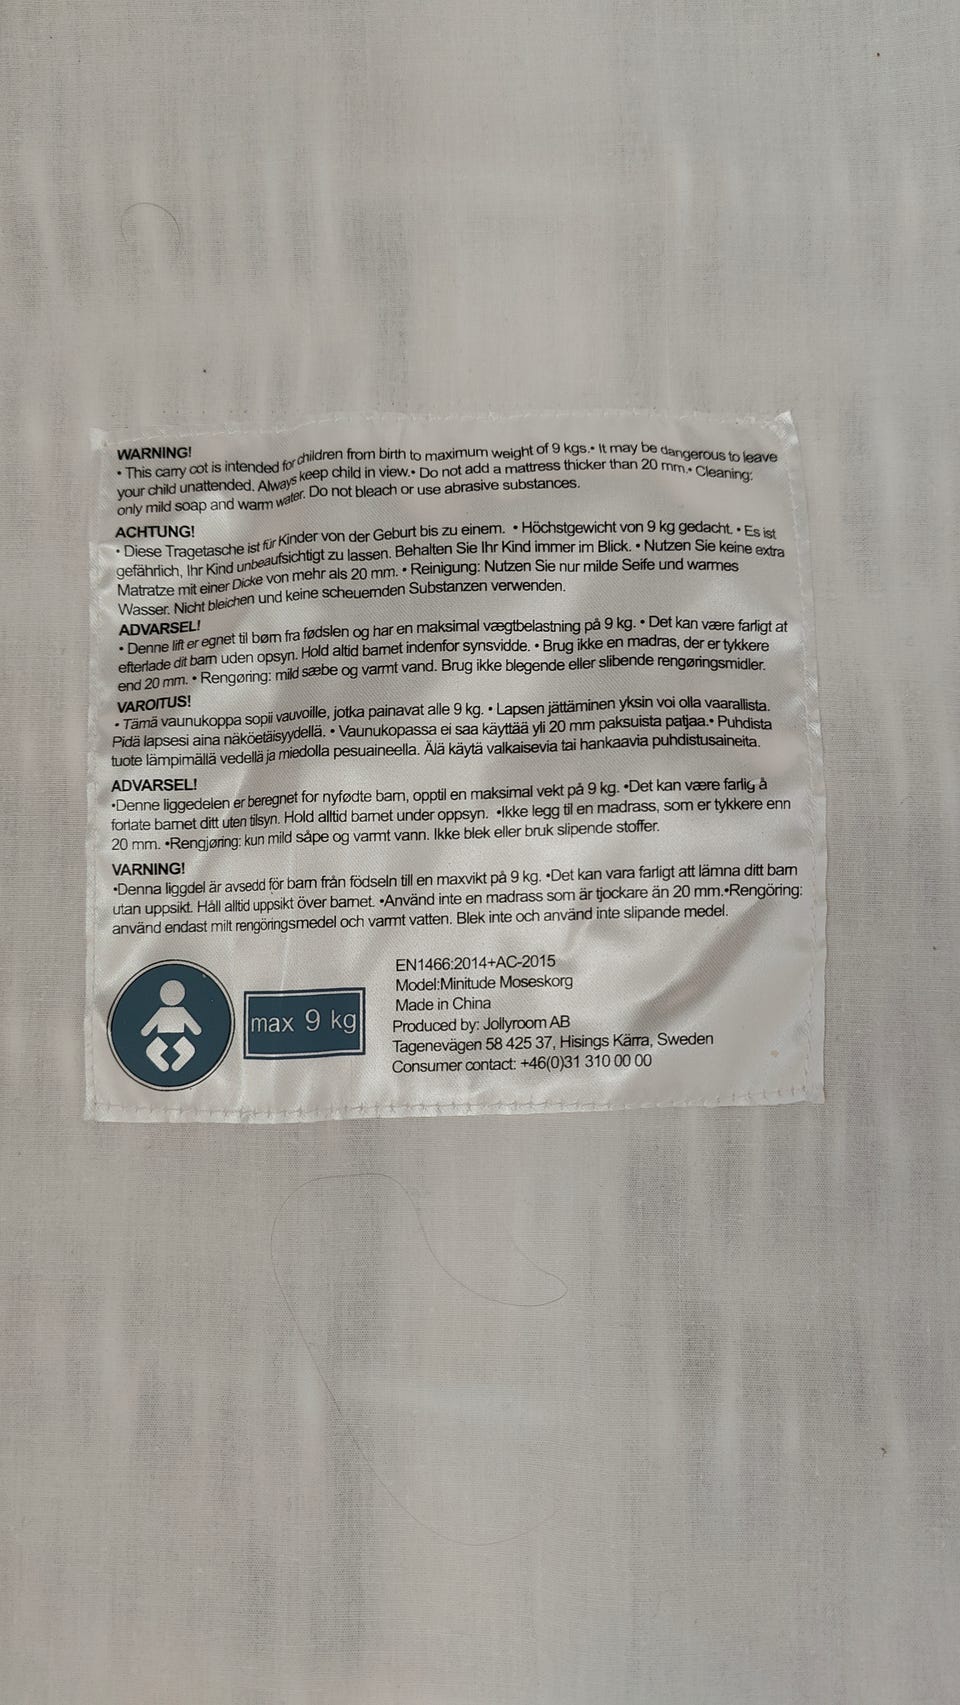 WARNING!
• This carry cot is intended for children from birth to maximum weight of 9 kgs.• It may be dangerous to leave
your child unattended. Always keep child in view.• Do not add a mattress thicker than 20 mm.• Cleaning:
only mild soap and warm water. Do not bleach or use abrasive substances.
ACHTUNG!
• Diese Tragetasche ist für Kinder von der Geburt bis zu einem. • Höchstgewicht von 9 kg gedacht. • Es ist
gefährlich, Ihr Kind unbeaufsichtigt zu lassen. Behalten Sie Ihr Kind immer im Blick. • Nutzen Sie keine extra
Matratze mit einer Dicke von mehr als 20 mm. • Reinigung: Nutzen Sie nur milde Seife und warmes
Wasser. Nicht bleichen und keine scheuernden Substanzen verwenden.
ADVARSEL!
• Denne lift er egnet til børn fra fødslen og har en maksimal vægtbelastning på 9 kg. • Det kan være farligt at
efterlade dit barn uden opsyn. Hold altid barnet indenfor synsvidde. • Brug ikke en madras, der er tykkere
end 20 mm. • Rengøring: mild sæbe og varmt vand. Brug ikke blegende eller slibende rengøringsmidler.
VAROITUS!
• Tämä vaunukoppa sopii vauvoille, jotka painavat alle 9 kg. • Lapsen jättäminen yksin voi olla vaarallista.
Pidä lapsesi aina näköetäisyydellä. • Vaunukopassa ei saa käyttää yli 20 mm paksuista patjaa.• Puhdista
tuote lämpimällä vedellä ja miedolla pesuaineella. Älä käytä valkaisevia tai hankaavia puhdistusaineita.
ADVARSEL!
•Denne liggedelen er beregnet for nyfødte barn, opptil en maksimal vekt på 9 kg. •Det kan være farlig å
forlate barnet ditt uten tilsyn. Hold alltid barnet under oppsyn. •Ikke legg til en madrass, som er tykkere enn
20 mm. •Rengjøring: kun mild såpe og varmt vann. Ikke blek eller bruk slipende stoffer.
VARNING!
•Denna liggdel är avsedd för barn från födseln till en maxvikt på 9 kg. •Det kan vara farligt att lämna ditt barn
utan uppsikt. Håll alltid uppsikt över barnet. •Använd inte en madrass som är tjockare än 20 mm.•Rengöring:
använd endast milt rengöringsmedel och varmt vatten. Blek inte och använd inte slipande medel.
max 9 kg
EN1466:2014+AC-2015
Model:Minitude Moseskorg
Made in China
Produced by: Jollyroom AB
Tagenevägen 58 425 37, Hisings Kärra, Sweden
Consumer contact: +46(0)31 310 00 00